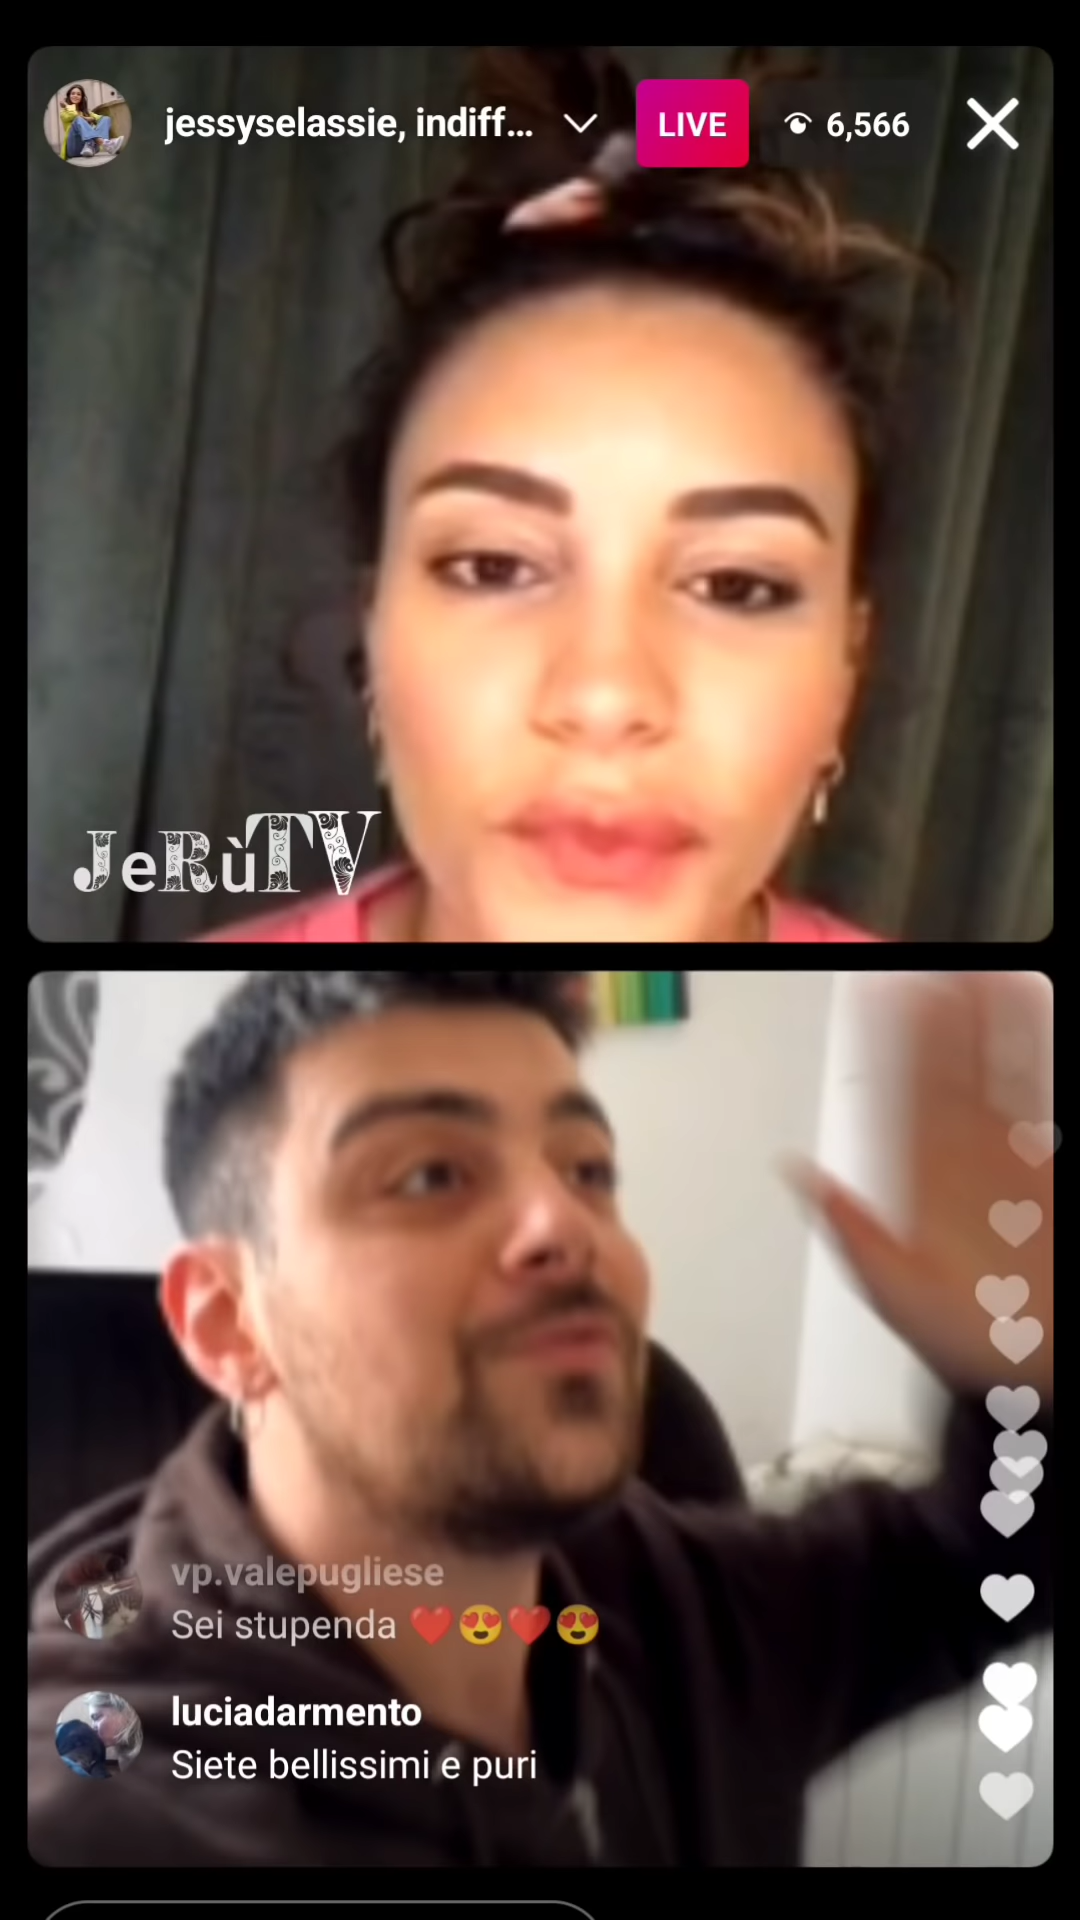 jessyselassie, indiff...
LIVE
6,566
JeRùTV
vp.valepugliese
Sei stupenda ❤️😍❤️😍
luciadarmento
Siete bellissimi e puri